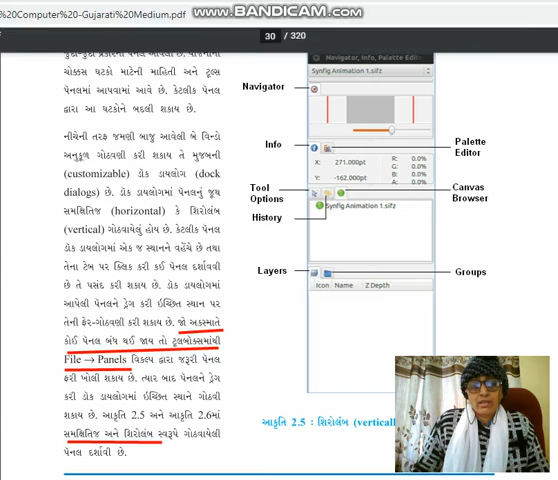 %20Computer%20-Gujarati%20Medium.pdf
www.BANDICAM.com
30 / 320
ચોક્કસ ઘટકો માટેની માહિતી અને ટૂલ્સ
પેનલમાં આપવામાં આવે છે. કેટલીક પેનલ
દ્વારા આ ઘટકોને બદલી શકાય છે.
નીચેની તરફ જમણી બાજુ આવેલી બે વિન્ડો
અનુકૂળ ગોઠવણી કરી શકાય તે મુજબની
(customizable) ડોક ડાયલોગ (dock
dialogs) છે. ડોક ડાયલોગમાં પેનલનું જૂથ
સમક્ષિતિજ (horizontal) કે શિરોલંબ
(vertical) ગોઠવાયેલું હોય છે. કેટલીક પેનલ
ડોક ડાયલોગમાં એક જ સ્થાનને વહેંચે છે તથા
તેના ટેબ પર ક્લિક કરી કઈ પેનલ દર્શાવવી
છે તે પસંદ કરી શકાય છે. ડોક ડાયલોગમાં
આપેલી પેનલને ડ્રેગ કરી ઇચ્છિત સ્થાન પર
તેની ફેર-ગોઠવણી કરી શકાય છે. જો અકસ્માતે
કોઈ પેનલ બંધ થઈ જાય તો ટૂલબોક્સમાંથી
File → Panels વિકલ્પ દ્વારા જરૂરી પેનલ
ફરી ખોલી શકાય છે. ત્યાર બાદ પેનલને ડ્રેગ
કરી ડોક ડાયલોગમાં ઇચ્છિત સ્થાને ગોઠવી
શકાય છે. આકૃતિ 2.5 અને આકૃતિ 2.6માં
સમક્ષિતિજ અને શિરોલંબ સ્વરૂપે ગોઠવાયેલી
પેનલ દર્શાવી છે.
Navigator, Info, Palette Edi
Synfig Animation 1.sifz
Navigator
Info
Palette
Editor
X: 271.000pt
Y: -162.000pt
R: 0.0%
G: 0.0%
B: 0.0%
A: 0.0%
Tool
Options
Canvas
Browser
History
Synfig Animation 1.sifz
Layers
Groups
Icon Name Z Depth
આકૃતિ 2.5 : શિરોલંબ (vertical